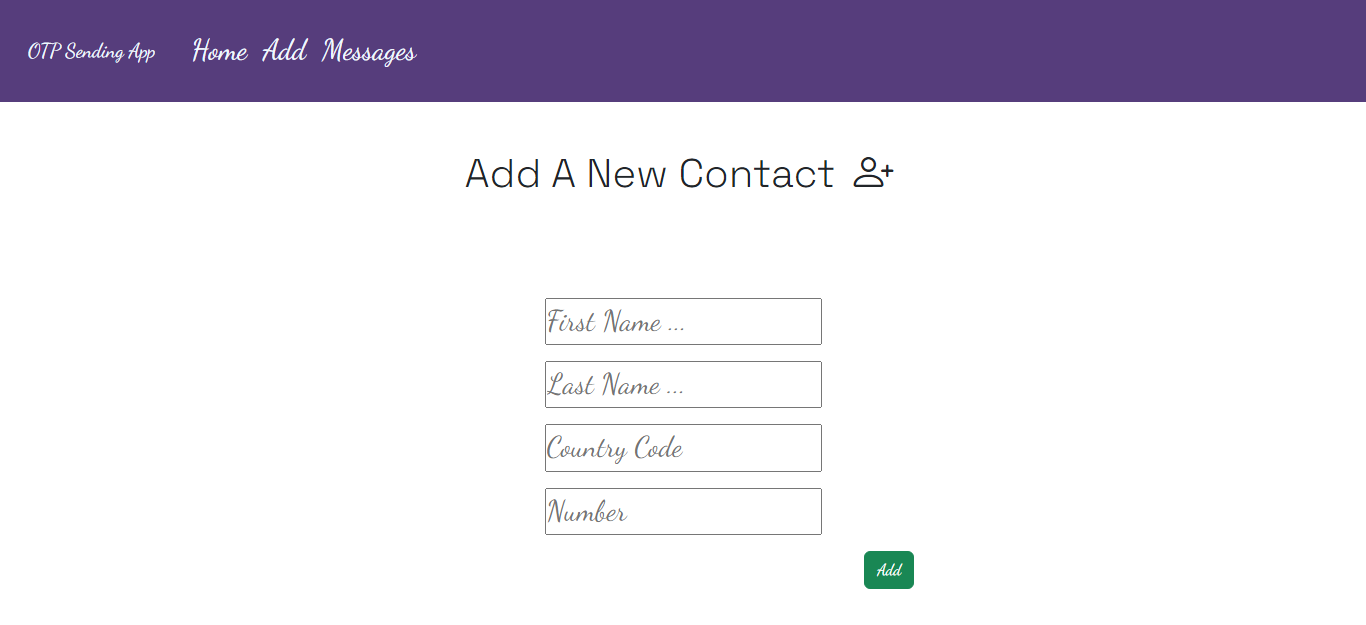 OTP Sending App Home Add Messages
Add A New Contact
First Name ...
Last Name ...
Country Code
Number
Add